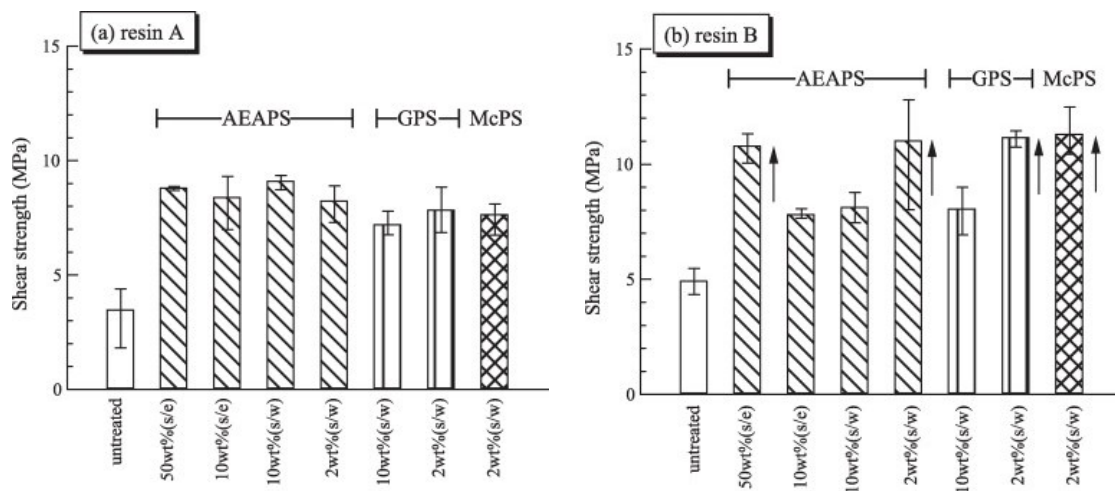 (a) resin A
15
10
5
0
Shear strength (MPa)
AEAPS
GPS
McPS
untreated
50wt%(s/e)
10wt%(s/e)
10wt%(s/w)
2wt%(s/w)
10wt%(s/w)
2wt%(s/w)
2wt%(s/w)
(b) resin B
15
10
5
0
Shear strength (MPa)
AEAPS
GPS
McPS
untreated
50wt%(s/e)
10wt%(s/e)
10wt%(s/w)
2wt%(s/w)
10wt%(s/w)
2wt%(s/w)
2wt%(s/w)